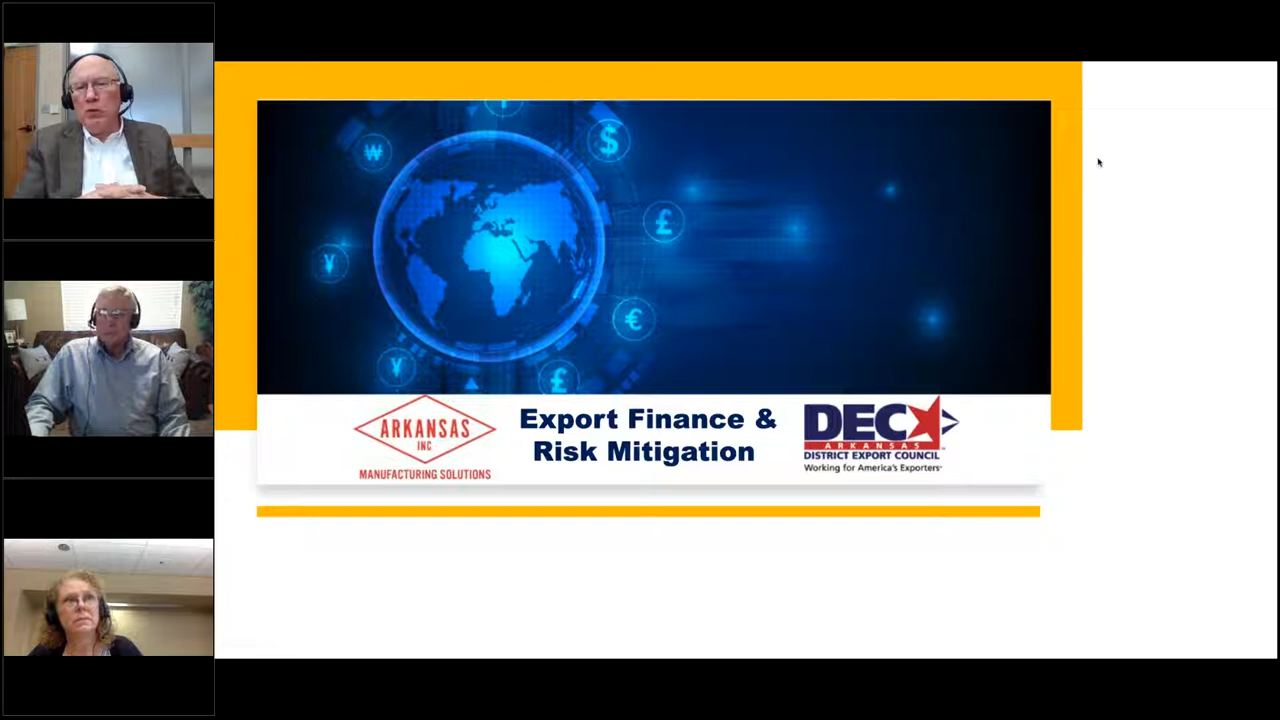 ARKANSAS
INC
MANUFACTURING SOLUTIONS
Export Finance &
Risk Mitigation
DEC
ARKANSAS
DISTRICT EXPORT COUNCIL
Working for America's Exporters
₩
$
£
¥
€
¥
£